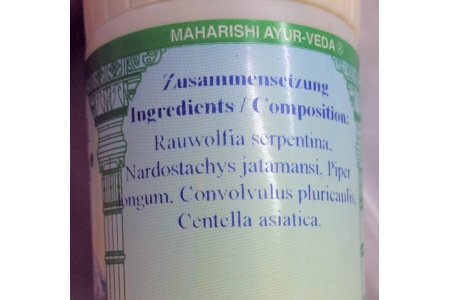 MAHARISHI AYUR-VEDA®
Zusammensetzung
Ingredients / Composition:
Rauwolfia serpentina,
Nardostachys jatamansi, Piper
longum, Convolvulus pluricaulis,
Centella asiatica.